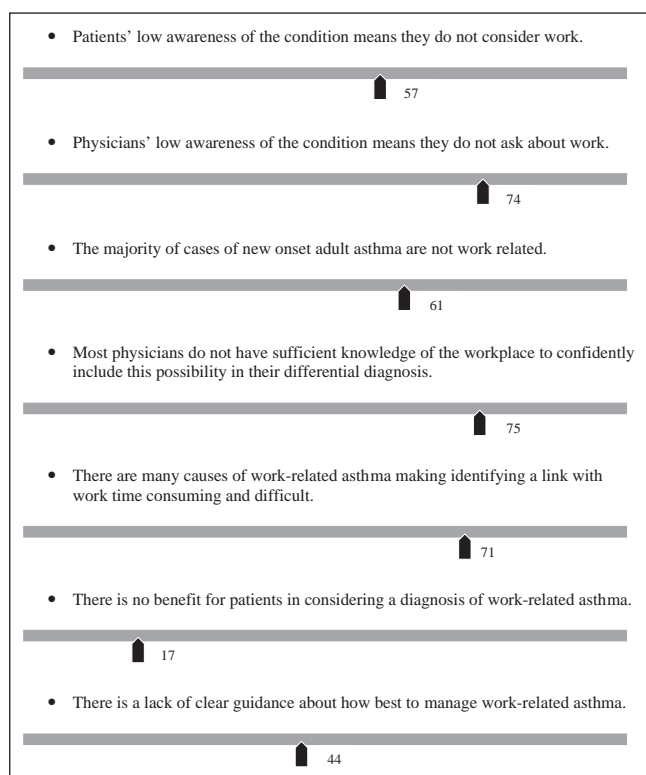 • Patients’ low awareness of the condition means they do not consider work.
57
• Physicians’ low awareness of the condition means they do not ask about work.
74
• The majority of cases of new onset adult asthma are not work related.
61
• Most physicians do not have sufficient knowledge of the workplace to confidently
include this possibility in their differential diagnosis.
75
• There are many causes of work-related asthma making identifying a link with
work time consuming and difficult.
71
• There is no benefit for patients in considering a diagnosis of work-related asthma.
17
• There is a lack of clear guidance about how best to manage work-related asthma.
44